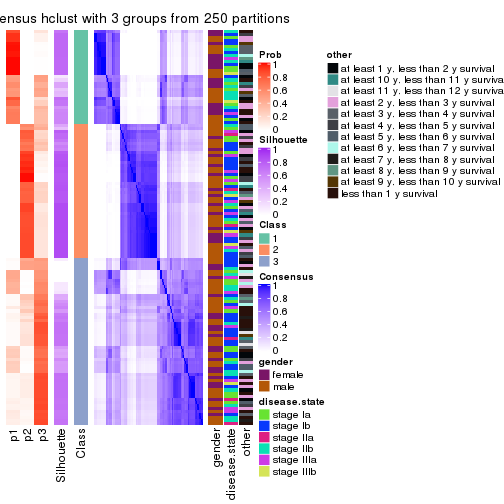 ensus hclust with 3 groups from 250 partitions
Prob
1
0.8
0.6
0.4
0.2
0
Silhouette
1
0.8
0.6
0.4
0.2
0
Class
1
2
3
Consensus
1
0.8
0.6
0.4
0.2
0
gender
female
male
disease.state
stage Ia
stage Ib
stage IIa
stage IIb
stage IIIa
stage IIIb
other
at least 1 y. less than 2 y survival
at least 10 y. less than 11 y surviva
at least 11 y. less than 12 y surviva
at least 2 y. less than 3 y survival
at least 3 y. less than 4 y survival
at least 4 y. less than 5 y survival
at least 5 y. less than 6 y survival
at least 6 y. less than 7 y survival
at least 7 y. less than 8 y survival
at least 8 y. less than 9 y survival
at least 9 y. less than 10 y survival
less than 1 y survival
p1
p2
p3
Silhouette
Class
gender
disease.state
other